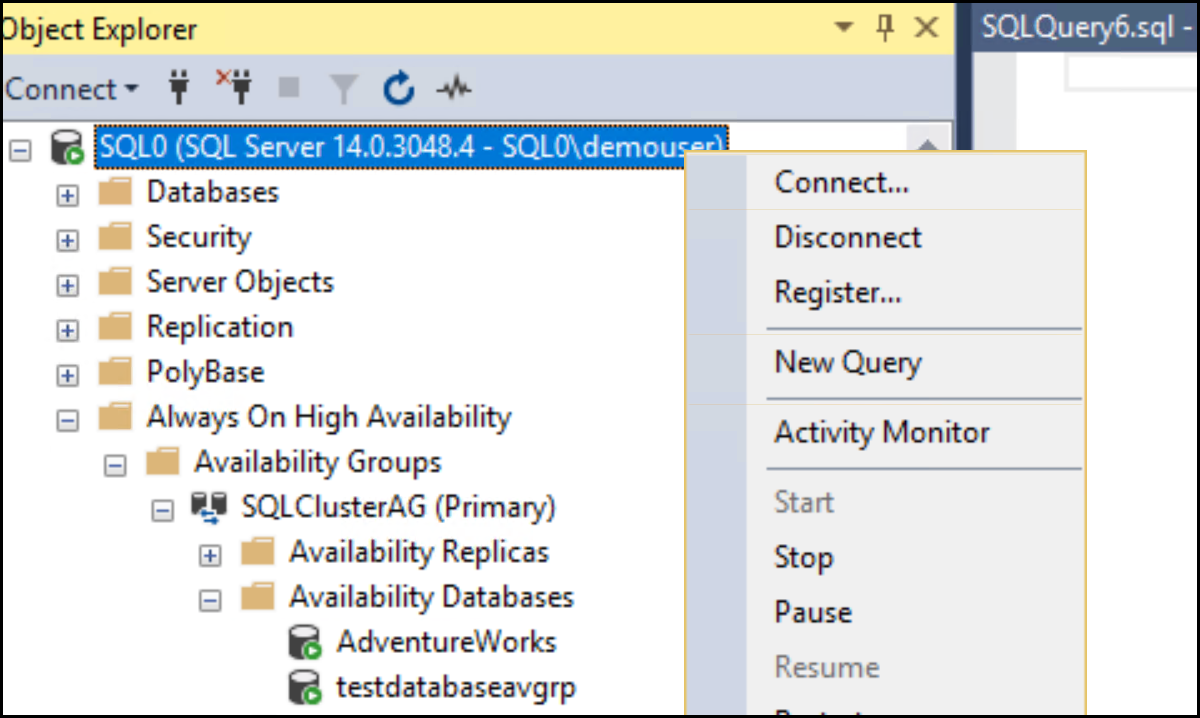 Object Explorer
SQLQuery6.sql -
Connect
SQL0 (SQL Server 14.0.3048.4 - SQL0\demouser)
Databases
Security
Server Objects
Replication
PolyBase
Always On High Availability
Availability Groups
SQLClusterAG (Primary)
Availability Replicas
Availability Databases
AdventureWorks
testdatabaseavgrp
Connect...
Disconnect
Register...
New Query
Activity Monitor
Start
Stop
Pause
Resume